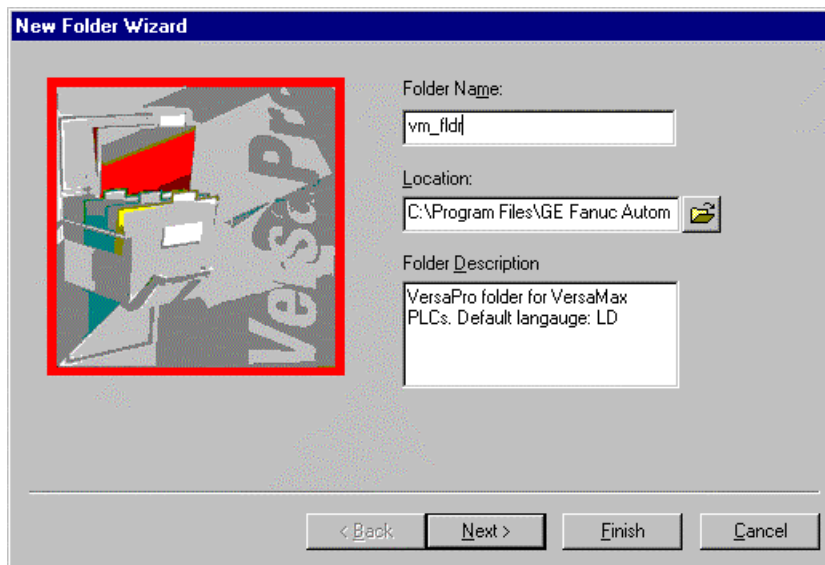 New Folder Wizard
VersaPro
Folder Name:
vm_fldr
Location:
C:\Program Files\GE Fanuc Autom
Folder Description
VersaPro folder for VersaMax
PLCs. Default langauge: LD
< Back
Next >
Finish
Cancel